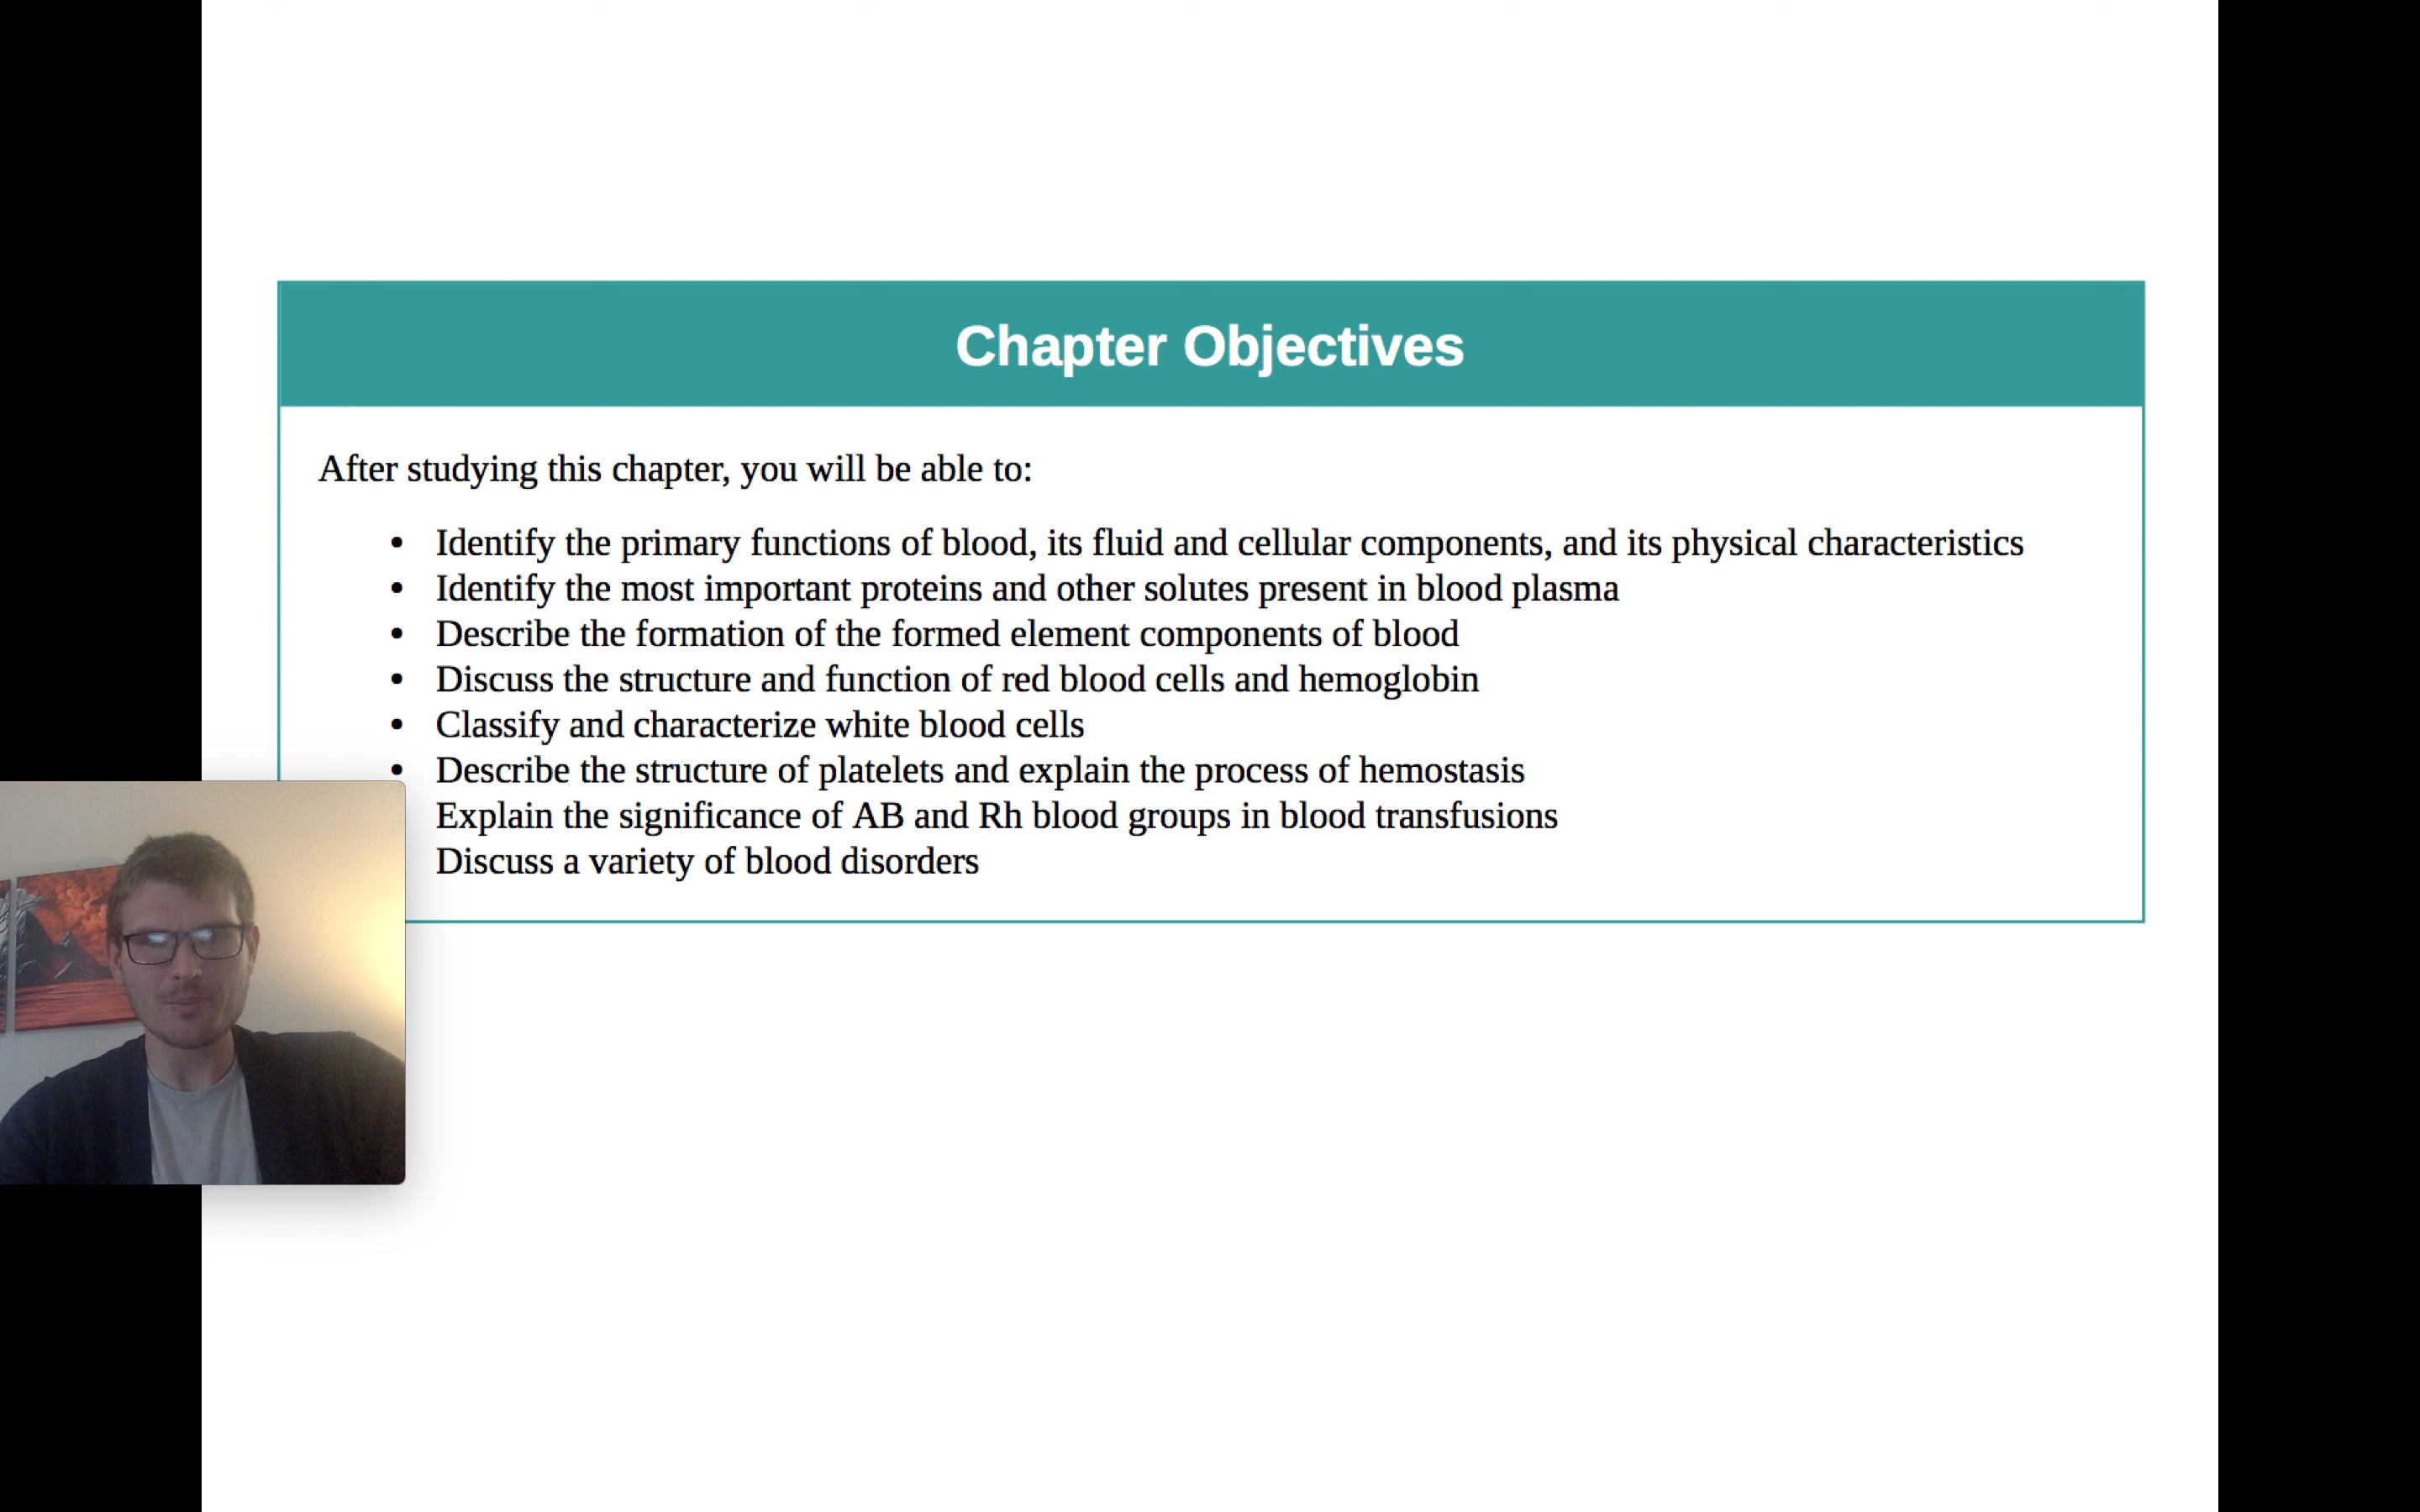 Chapter Objectives
After studying this chapter, you will be able to:
• Identify the primary functions of blood, its fluid and cellular components, and its physical characteristics
• Identify the most important proteins and other solutes present in blood plasma
• Describe the formation of the formed element components of blood
• Discuss the structure and function of red blood cells and hemoglobin
• Classify and characterize white blood cells
• Describe the structure of platelets and explain the process of hemostasis
Explain the significance of AB and Rh blood groups in blood transfusions
Discuss a variety of blood disorders